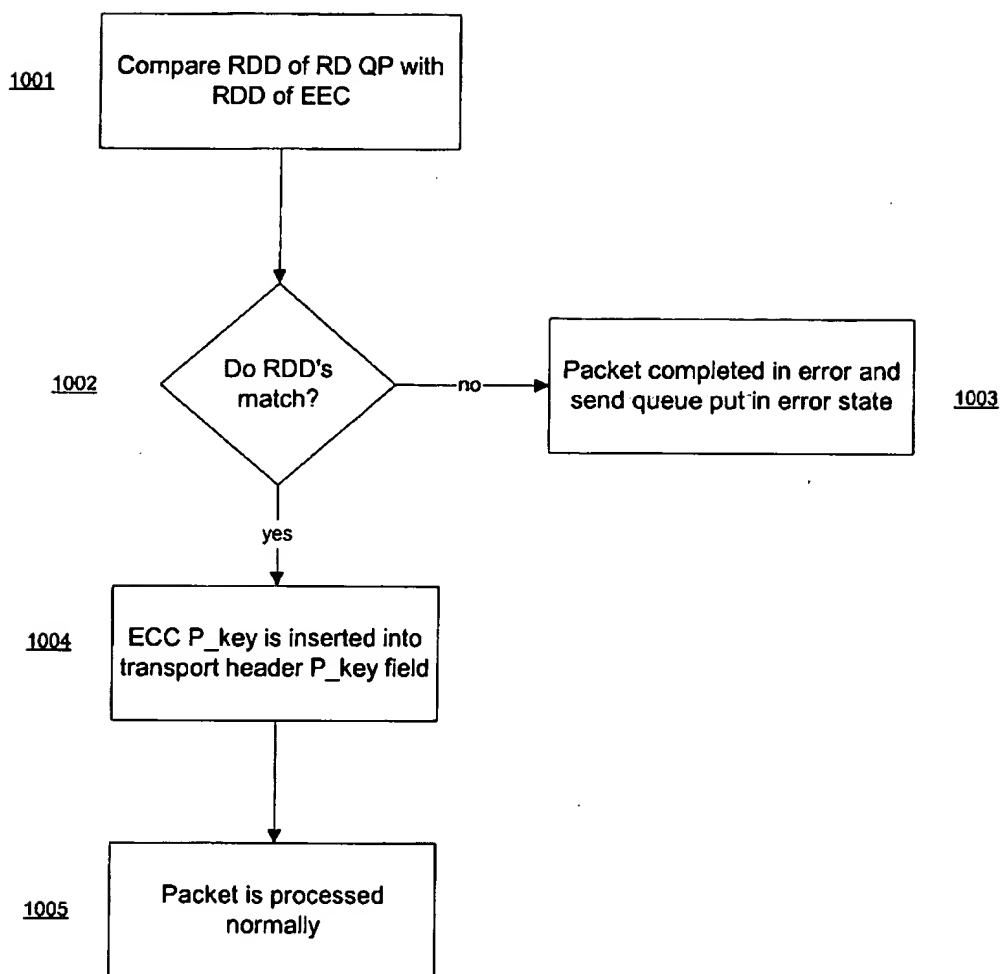 1001
Compare RDD of RD QP with
RDD of EEC
1002
Do RDD's
match?
no
Packet completed in error and
send queue put in error state
1003
yes
1004
ECC P_key is inserted into
transport header P_key field
1005
Packet is processed
normally